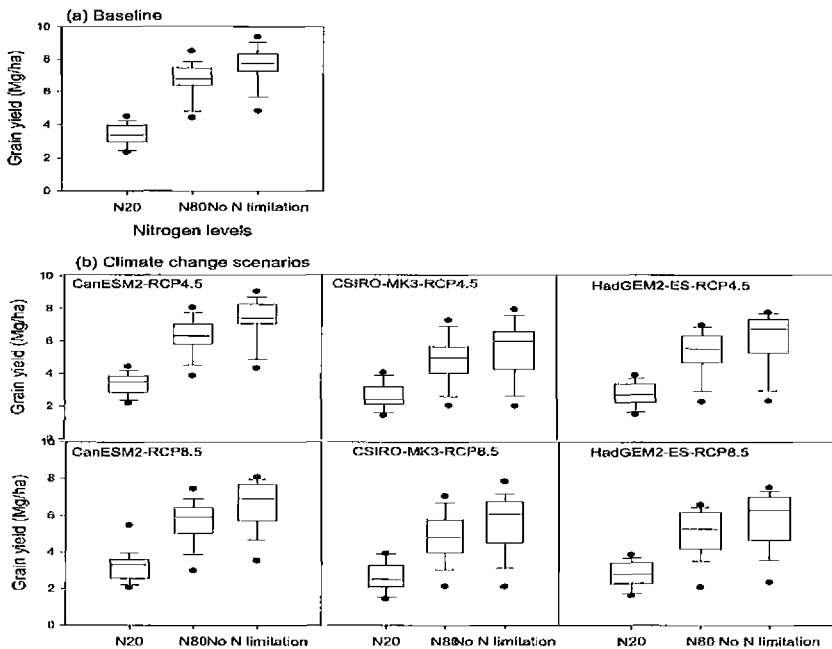 (a) Baseline
10
8
6
4
2
0
Grain yield (Mg/ha)
N20 N80 No N limitation
Nitrogen levels
(b) Climate change scenarios
CanESM2-RCP4.5 CSIRO-MK3-RCP4.5 HadGEM2-ES-RCP4.5
10
8
6
4
2
Grain yield (Mg/ha)
CanESM2-RCP8.5 CSIRO-MK3-RCP8.5 HadGEM2-ES-RCP8.5
10
8
6
4
2
0
Grain yield (Mg/ha)
N20 N80 No N limitation N20 N80 No N limitation N20 N80 No N limitation